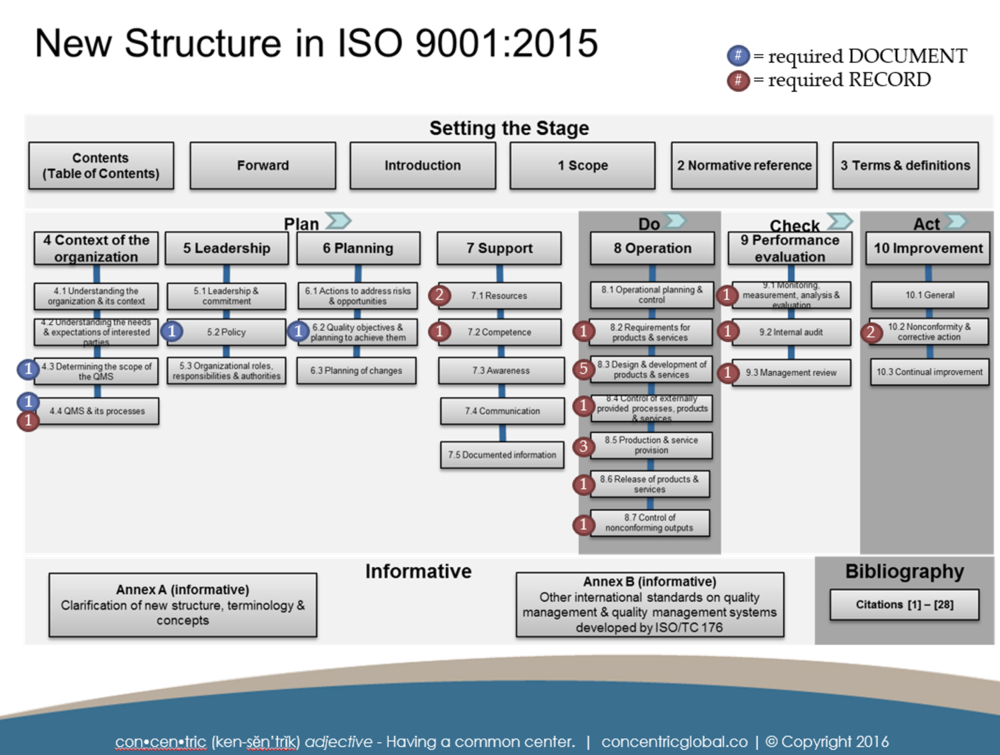 New Structure in ISO 9001:2015
# = required DOCUMENT
# = required RECORD
Setting the Stage
Contents
(Table of Contents)
Forward
Introduction
1 Scope
2 Normative reference
3 Terms & definitions
Plan
4 Context of the
organization
4.1 Understanding the
organization & its context
4.2 Understanding the needs
& expectations of interested
parties
1
4.3 Determining the scope of
the QMS
1
1
4.4 QMS & its processes
5 Leadership
5.1 Leadership &
commitment
1
5.2 Policy
5.3 Organizational roles,
responsibilities & authorities
6 Planning
6.1 Actions to address risks
& opportunities
1
6.2 Quality objectives &
planning to achieve them
6.3 Planning of changes
7 Support
2
7.1 Resources
1
7.2 Competence
7.3 Awareness
7.4 Communication
7.5 Documented information
Do
8 Operation
8.1 Operational planning &
control
1
8.2 Requirements for
products & services
5
8.3 Design & development of
products & services
1
8.4 Control of externally
provided processes, products
& services
3
8.5 Production & service
provision
1
8.6 Release of products &
services
1
8.7 Control of
nonconforming outputs
Check
9 Performance
evaluation
1
9.1 Monitoring,
measurement, analysis &
evaluation
1
9.2 Internal audit
1
9.3 Management review
Act
10 Improvement
10.1 General
2
10.2 Nonconformity &
corrective action
10.3 Continual improvement
Informative
Annex A (informative)
Clarification of new structure, terminology &
concepts
Annex B (informative)
Other international standards on quality
management & quality management systems
developed by ISO/TC 176
Bibliography
Citations [1] – [28]
con•cen•tric (ken-sĕn'trĭk) adjective - Having a common center. | concentricglobal.co | © Copyright 2016